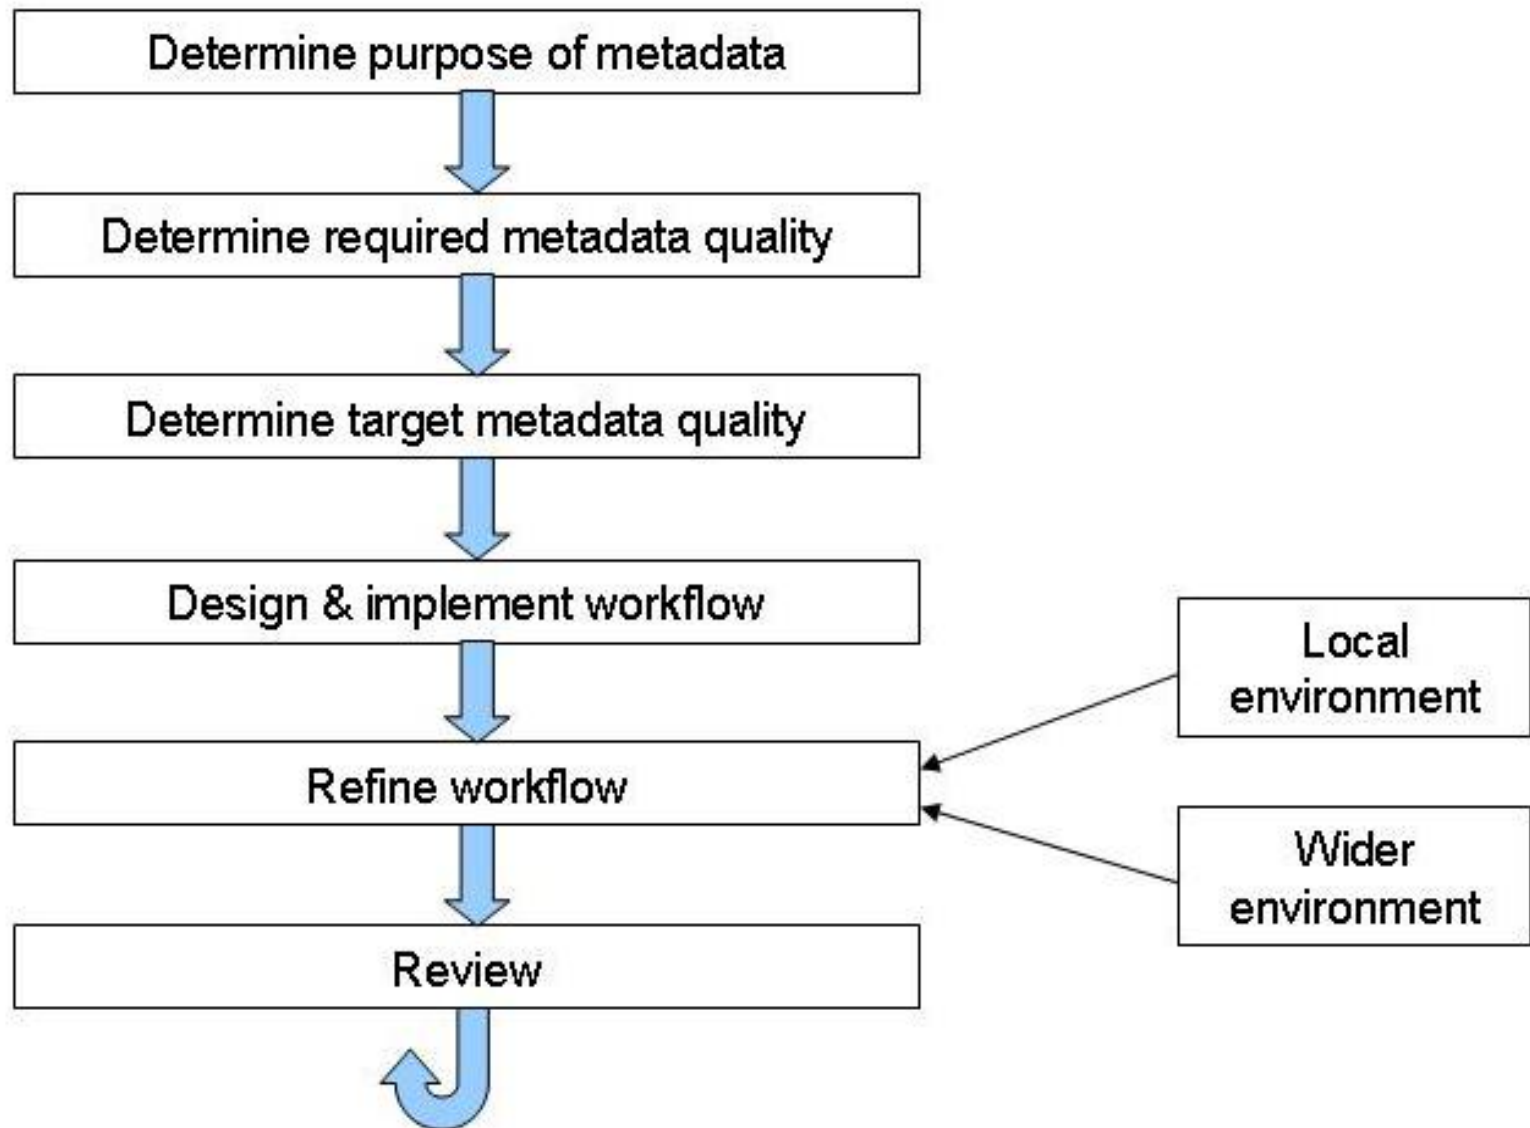 Determine purpose of metadata
Determine required metadata quality
Determine target metadata quality
Design & implement workflow
Refine workflow
Review
Local
environment
Wider
environment